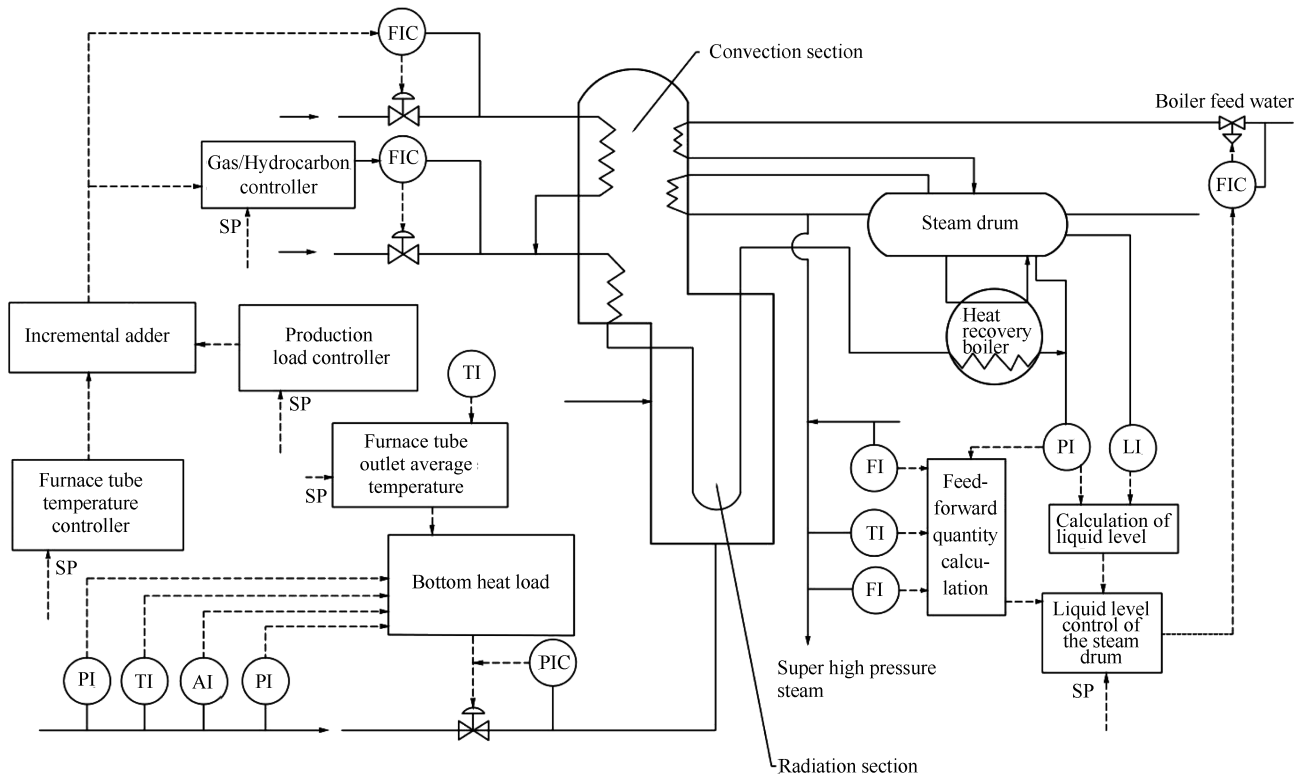 FIC
Convection section
Boiler feed water
Gas/Hydrocarbon
controller
FIC
FIC
SP
Steam drum
Incremental adder
Production
load controller
Heat
recovery
boiler
TI
SP
Furnace tube
outlet average
temperature
SP
Furnace tube
temperature
controller
SP
FI
PI
LI
Feed-
forward
quantity
calcu-
lation
TI
Calculation of
liquid level
FI
Bottom heat load
Liquid level
control of
the steam
drum
SP
PI
TI
AI
PI
PIC
Super high pressure
steam
Radiation section